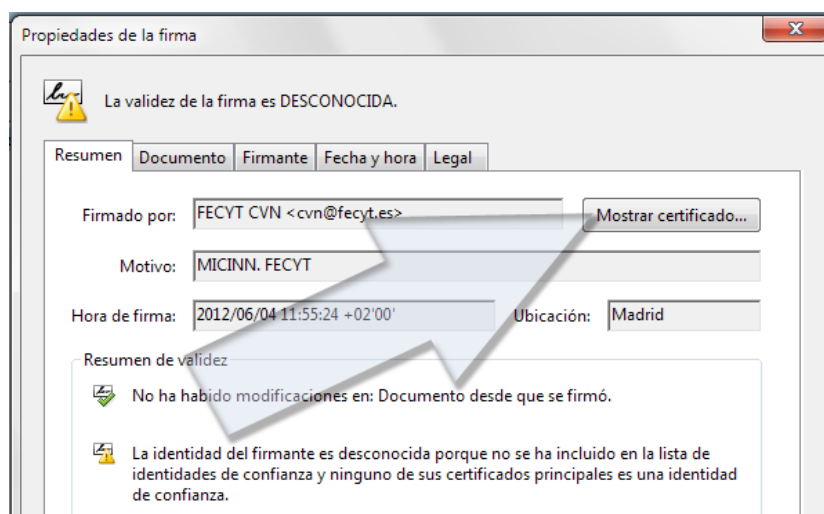 Propiedades de la firma
La validez de la firma es DESCONOCIDA.
Resumen Documento Firmante Fecha y hora Legal
Firmado por: FECYT CVN <cvn@fecyt.es> Mostrar certificado...
Motivo: MICINN. FECYT
Hora de firma: 2012/06/04 11:55:24 +02'00' Ubicación: Madrid
Resumen de validez
No ha habido modificaciones en: Documento desde que se firmó.
La identidad del firmante es desconocida porque no se ha incluido en la lista de
identidades de confianza y ninguno de sus certificados principales es una identidad
de confianza.